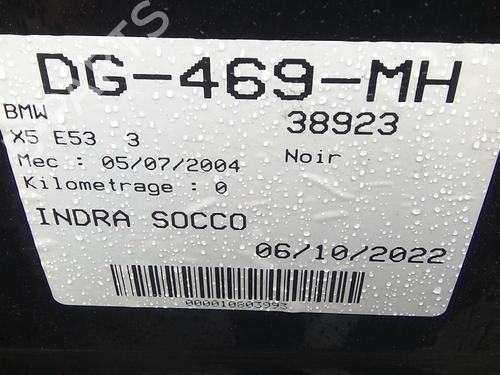 DG-469-MH
BMW
38923
X5 E53 3
Noir
Mec : 05/07/2004
Kilometrage : 0
INDRA SOCCO
06/10/2022
000010803993